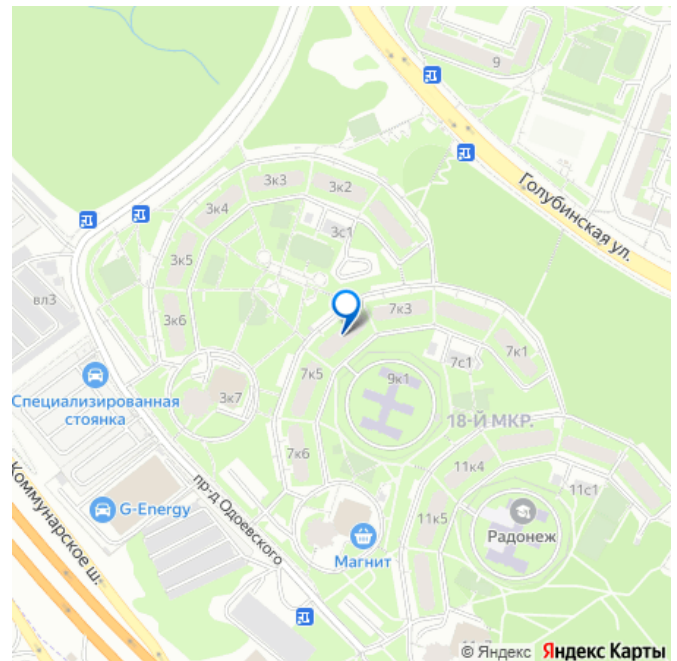 9
Голубинская ул.
3к3
3к2
3к4
3с1
3к5
вл3
3к6
7к3
7к1
7с1
9к1
7к5
3к7
Специализированная
стоянка
18-Й МКР.
7к6
11к4
11с1
11к5
Радонеж
G-Energy
Коммунарское ш.
пр-д Одоевского
Магнит
© Яндекс Яндекс Карты